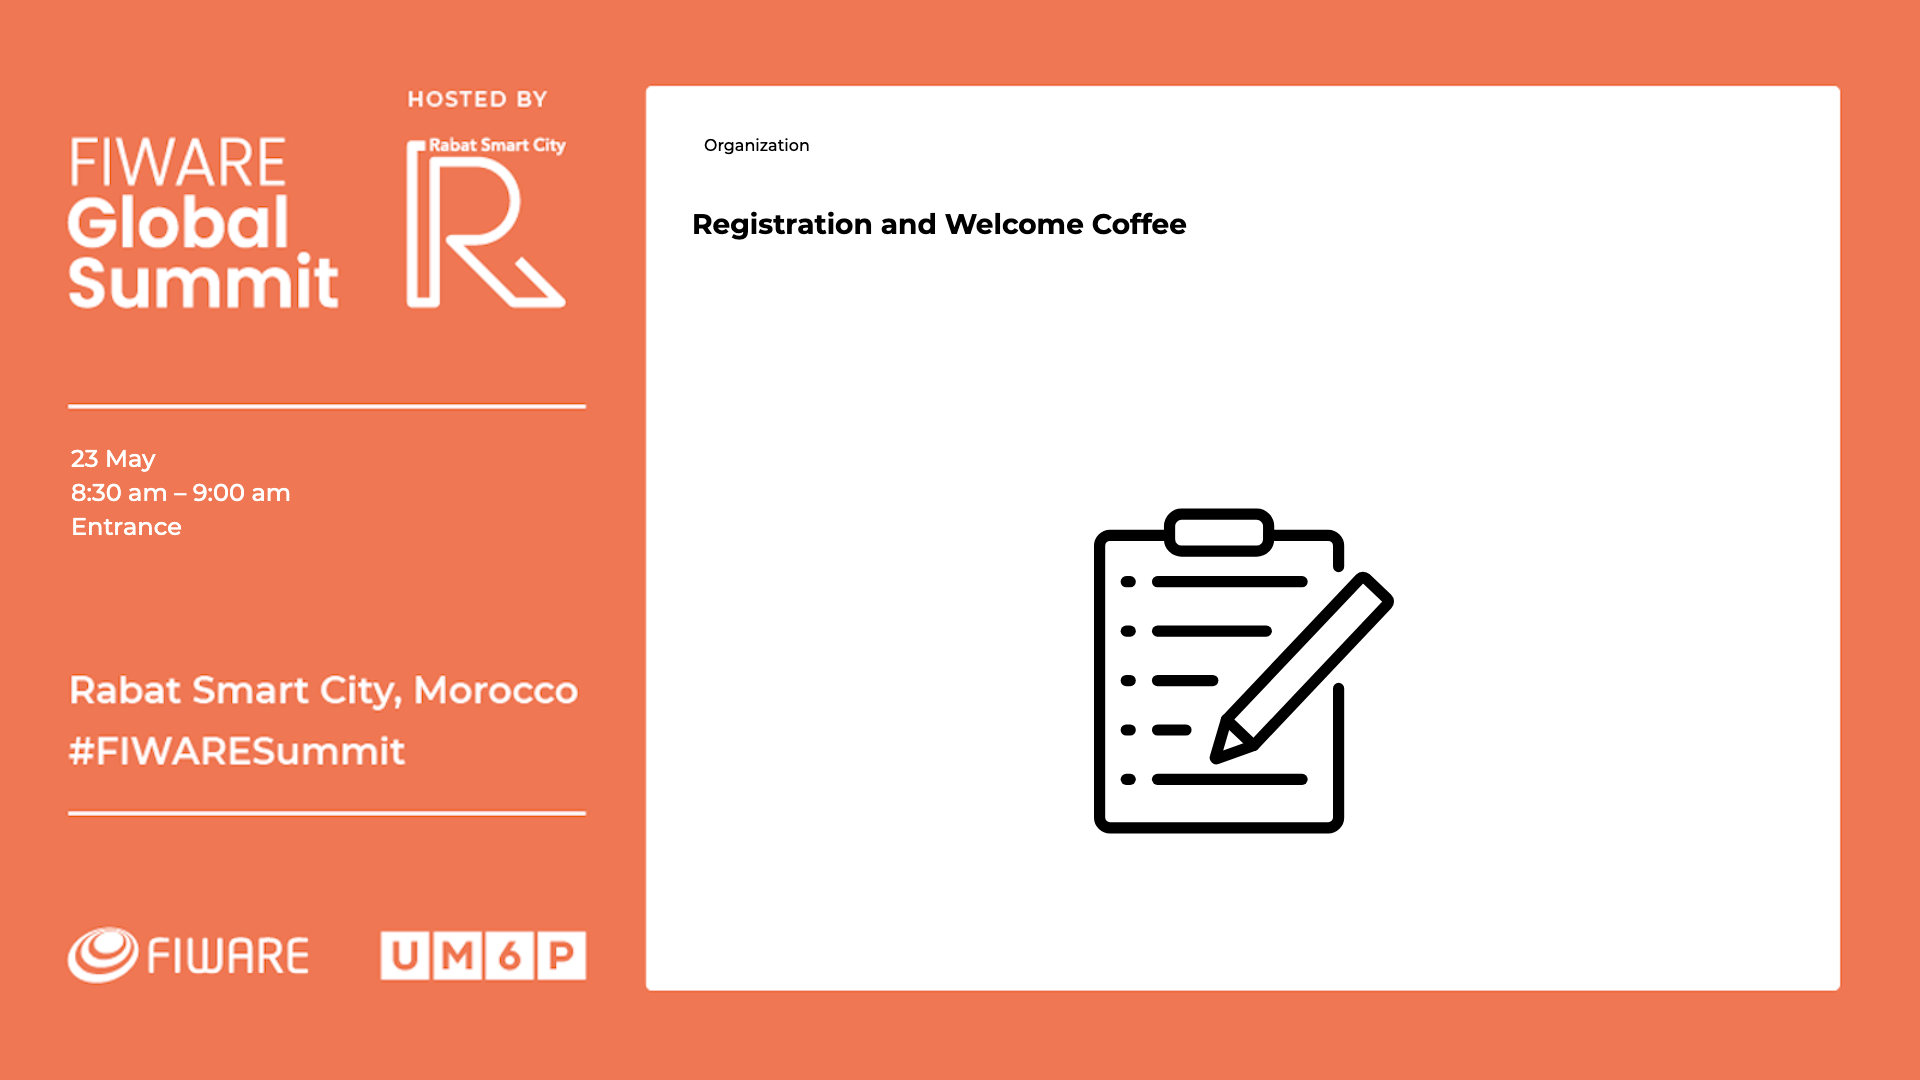 HOSTED BY
FIWARE
Global
Summit
Rabat Smart City
R
23 May
8:30 am – 9:00 am
Entrance
Rabat Smart City, Morocco
#FIWARESummit
FIWARE
UM6P
Organization
Registration and Welcome Coffee